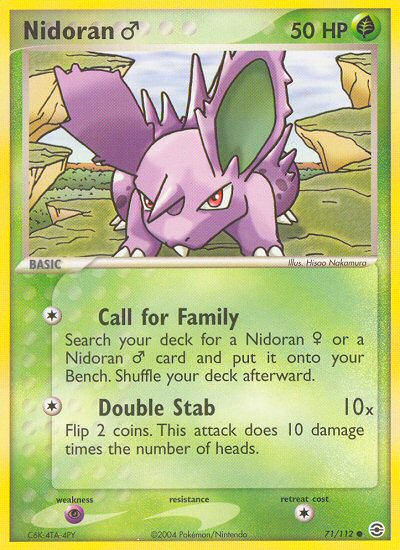 Nidoran ♂ 50 HP
BASIC
Illus. Hisao Nakamura
Call for Family
Search your deck for a Nidoran ♀ or a
Nidoran ♂ card and put it onto your
Bench. Shuffle your deck afterward.
Double Stab 10x
Flip 2 coins. This attack does 10 damage
times the number of heads.
weakness resistance retreat cost
C6K-4TA-4PY ©2004 Pokémon/Nintendo 71/112 ●